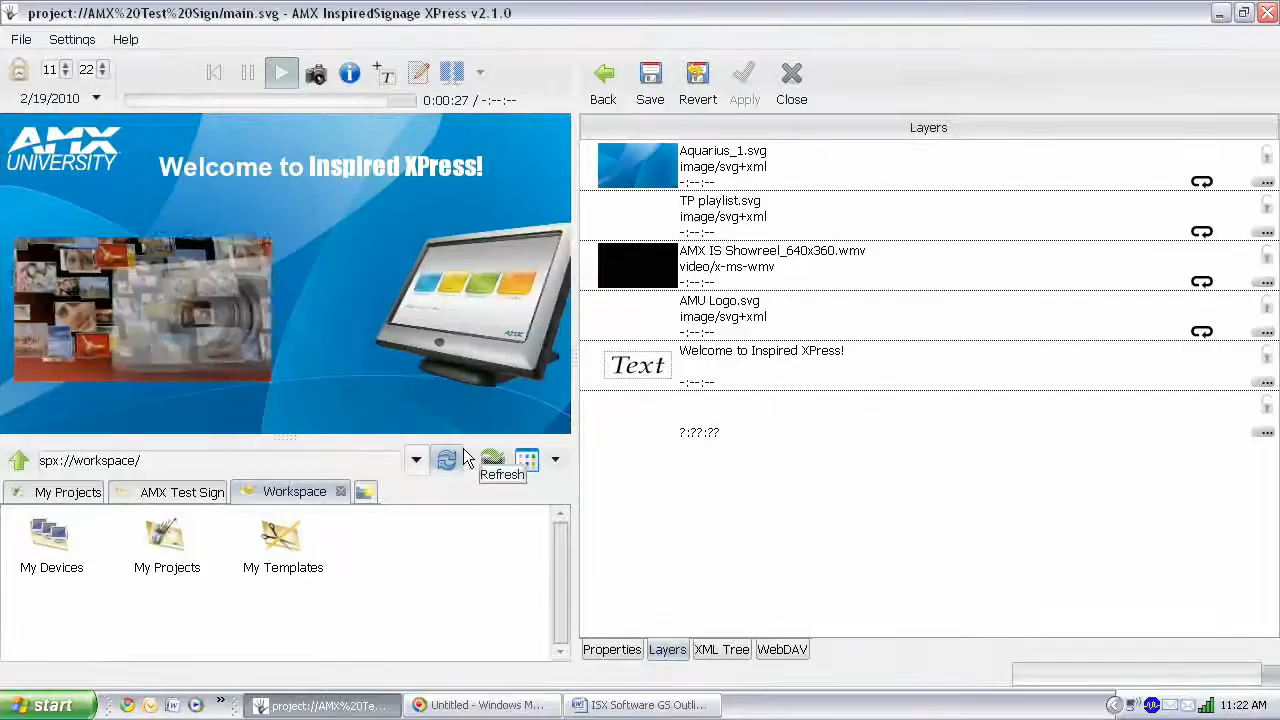 project://AMX%20Test%20Sign/main.svg - AMX InspiredSignage XPress v2.1.0
File Settings Help
11 22
2/19/2010
0:00:27 / -:--:--
Back Save Revert Apply Close
AMX
UNIVERSITY
Welcome to Inspired XPress!
AMX
Layers
Aquarius_1.svg
image/svg+xml
-:--:--
TP playlist.svg
image/svg+xml
-:--:--
AMX IS Showreel_640x360.wmv
video/x-ms-wmv
-:--:--
AMU Logo.svg
image/svg+xml
-:--:--
Text
Welcome to Inspired XPress!
-:--:--
?:??:??
spx://workspace/
Refresh
My Projects AMX Test Sign Workspace
My Devices My Projects My Templates
Properties Layers XML Tree WebDAV
start
project://AMX%20Te...
Untitled - Windows M...
ISX Software GS Outli...
11:22 AM